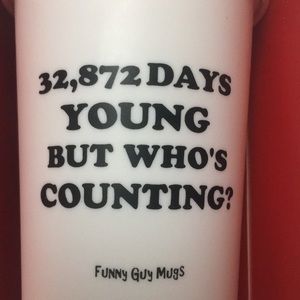 32,872 DAYS
YOUNG
BUT WHO'S
COUNTING?
FUNNY GUY MUGS